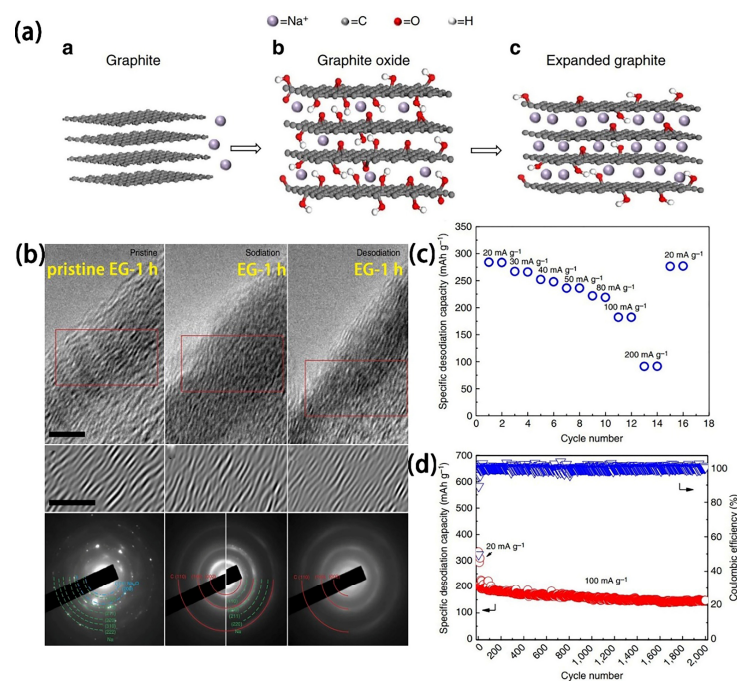 (a)
=Na⁺ =C =O =H
a b c
Graphite Graphite oxide Expanded graphite
(b)
Pristine Sodiation Desodiation
pristine EG-1 h EG-1 h EG-1 h
Na
(c)
Specific desodiation capacity (mAh g⁻¹)
350
300
250
200
150
100
50
0
20 mA g⁻¹
30 mA g⁻¹
40 mA g⁻¹
50 mA g⁻¹
80 mA g⁻¹
100 mA g⁻¹
200 mA g⁻¹
20 mA g⁻¹
0 2 4 6 8 10 12 14 16 18
Cycle number
(d)
Specific desodiation capacity (mAh g⁻¹)
700
600
500
400
300
200
100
0
20 mA g⁻¹
100 mA g⁻¹
100
80
60
40
20
0
Coulombic efficiency (%)
0 200 400 600 800 1,000 1,200 1,400 1,600 1,800 2,000
Cycle number